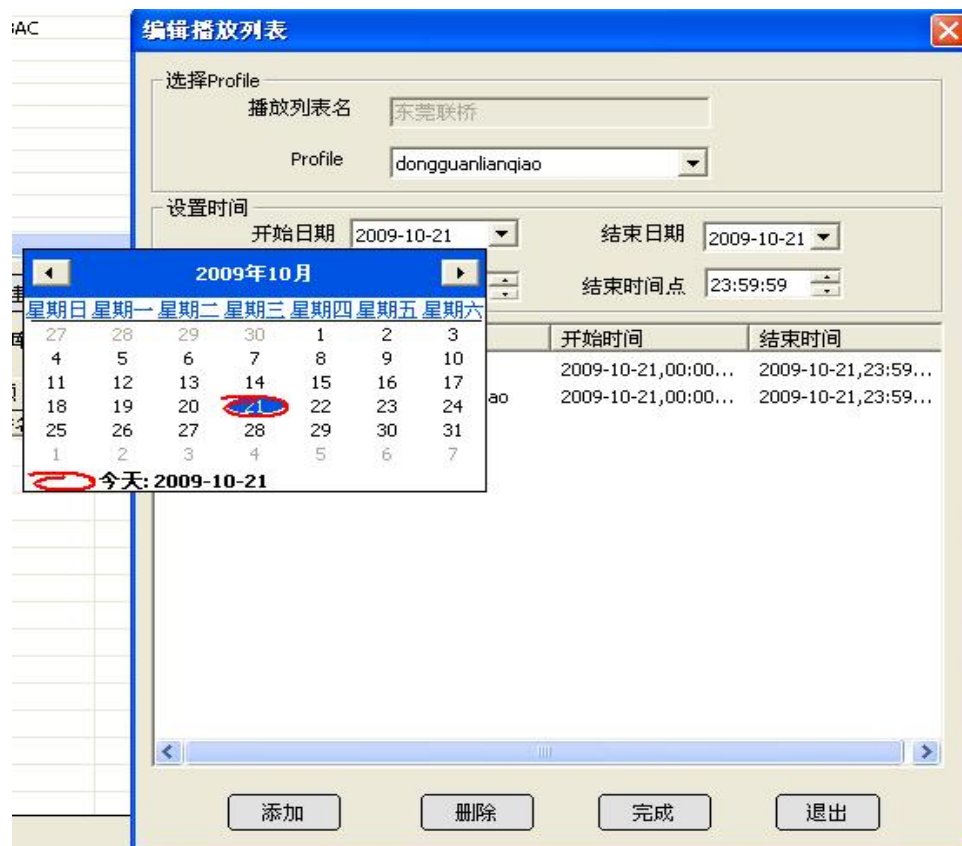 AC
编辑播放列表
选择Profile
播放列表名 东莞联桥
Profile dongguanlianqiao
设置时间
开始日期 2009-10-21 结束日期 2009-10-21
结束时间点 23:59:59
2009年10月
星期日 星期一 星期二 星期三 星期四 星期五 星期六
27 28 29 30 1 2 3
4 5 6 7 8 9 10
11 12 13 14 15 16 17
18 19 20 21 22 23 24
25 26 27 28 29 30 31
1 2 3 4 5 6 7
今天: 2009-10-21
开始时间 结束时间
2009-10-21,00:00... 2009-10-21,23:59...
ao 2009-10-21,00:00... 2009-10-21,23:59...
添加 删除 完成 退出